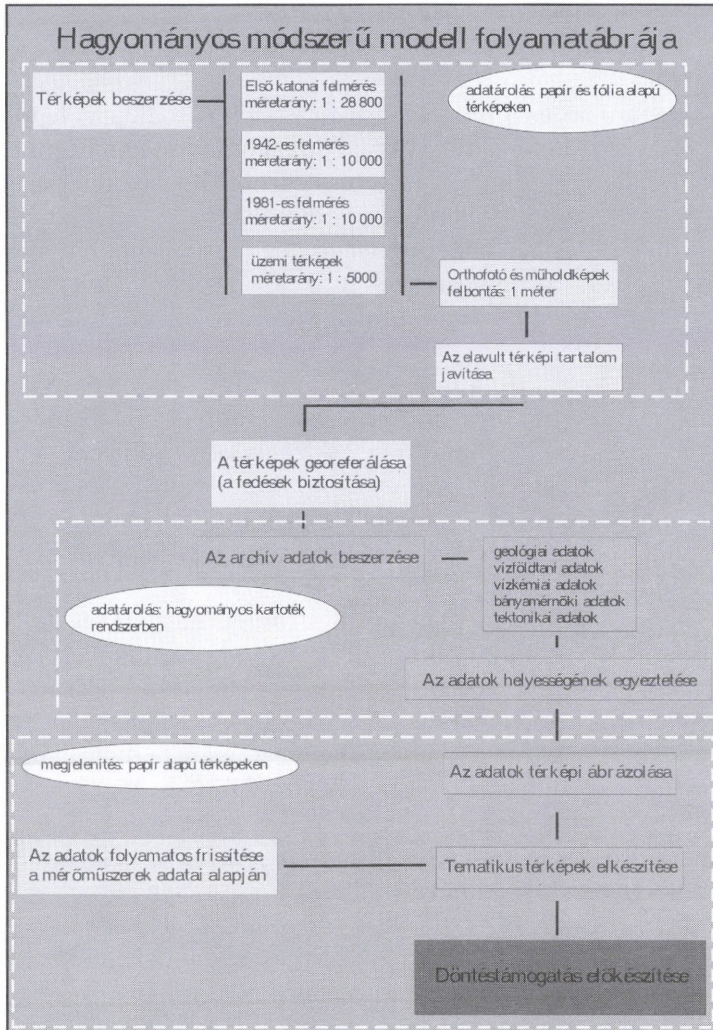 Hagyományos módszerű modell folyamatábrája
Térképek beszerzése
Első katonai felmérés
méretarány: 1 : 28 800
1942-es felmérés
méretarány: 1 : 10 000
1981-es felmérés
méretarány: 1 : 10 000
üzemi térképek
méretarány: 1 : 5000
adatárolás: papír és fólia alapú
térképeken
Orthofotó és műholdképek
felbontás: 1 méter
Az elavult térképi tartalom
javítása
A térképek georeferálása
(a fedések biztosítása)
Az archív adatok beszerzése
geológiai adatok
vízföldtani adatok
vízkémiai adatok
bányamérnöki adatok
tektonikai adatok
adatárolás: hagyományos kartoték
rendszerben
Az adatok helyességének egyeztetése
megjelenítés: papír alapú térképeken
Az adatok térképi ábrázolása
Az adatok folyamatos frissítése
a mérőműszerek adatai alapján
Tematikus térképek elkészítése
Döntéstámogatás előkészítése